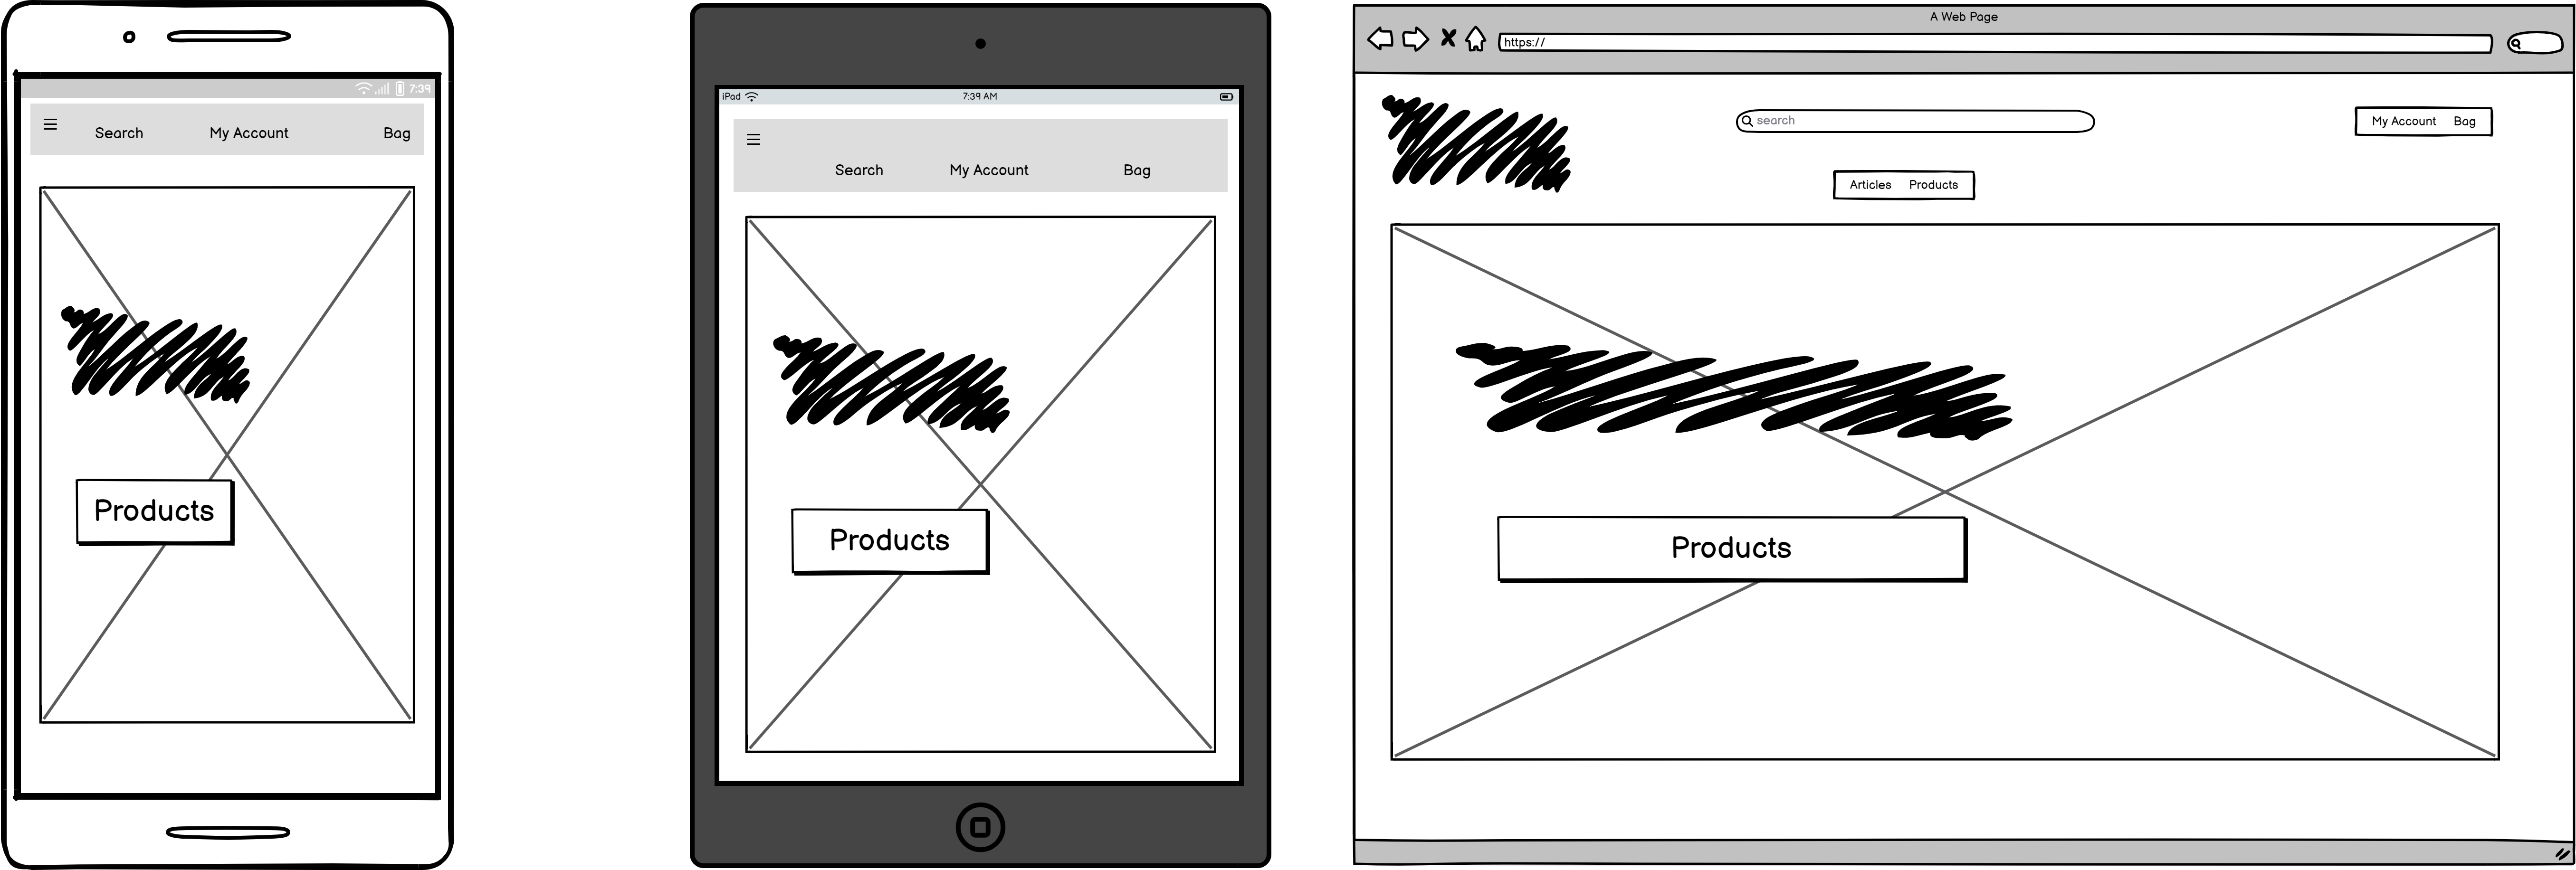 7:39
Search My Account Bag
Products
iPad 7:39 AM
Search My Account Bag
Products
A Web Page
https://
search
My Account Bag
Articles Products
Products